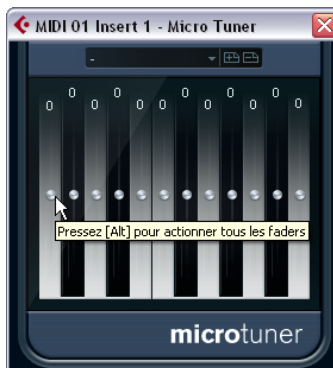 MIDI 01 Insert 1 - Micro Tuner
-
0 0 0 0 0
0 0 0 0 0 0 0
Pressez [Alt] pour actionner tous les faders
microtuner